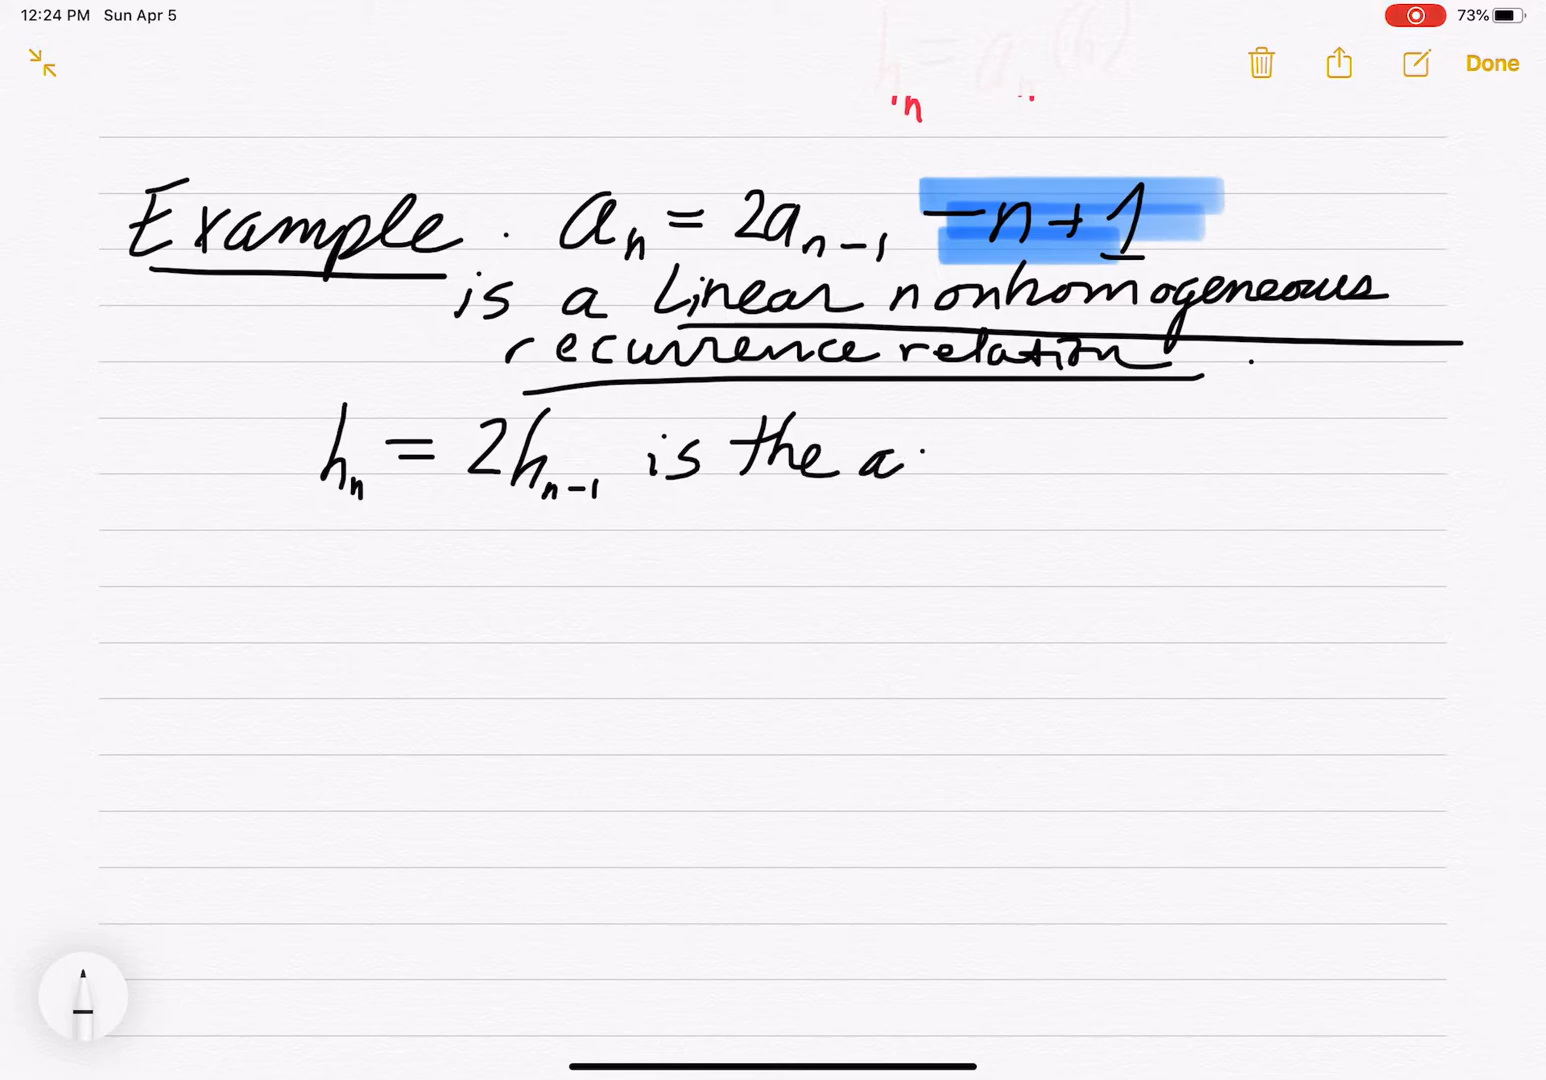 12:24 PM Sun Apr 5
73%
Done
n
Example. aₙ = 2aₙ₋₁ -n+1
is a Linear nonhomogeneous
recurrence relation.
hₙ = 2hₙ₋₁ is the a